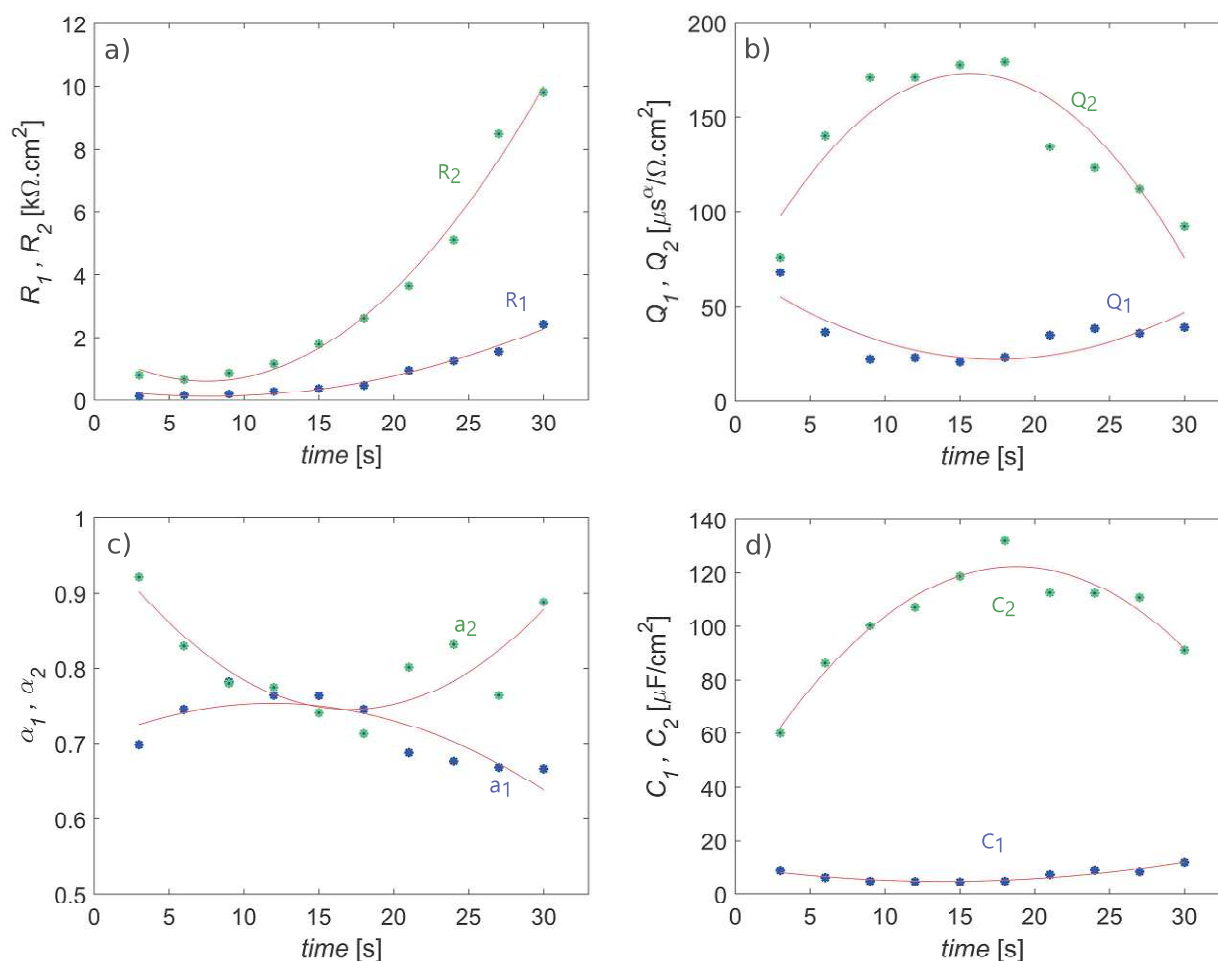 a)
12
10
8
6
4
2
0
R₁ , R₂ [kΩ.cm²]
R₂
R₁
0 5 10 15 20 25 30
time [s]
b)
200
150
100
50
0
Q₁ , Q₂ [μs^α/Ω.cm²]
Q₂
Q₁
0 5 10 15 20 25 30
time [s]
c)
1
0.9
0.8
0.7
0.6
0.5
α₁ , α₂
a₂
a₁
0 5 10 15 20 25 30
time [s]
d)
140
120
100
80
60
40
20
0
C₁ , C₂ [μF/cm²]
C₂
C₁
0 5 10 15 20 25 30
time [s]